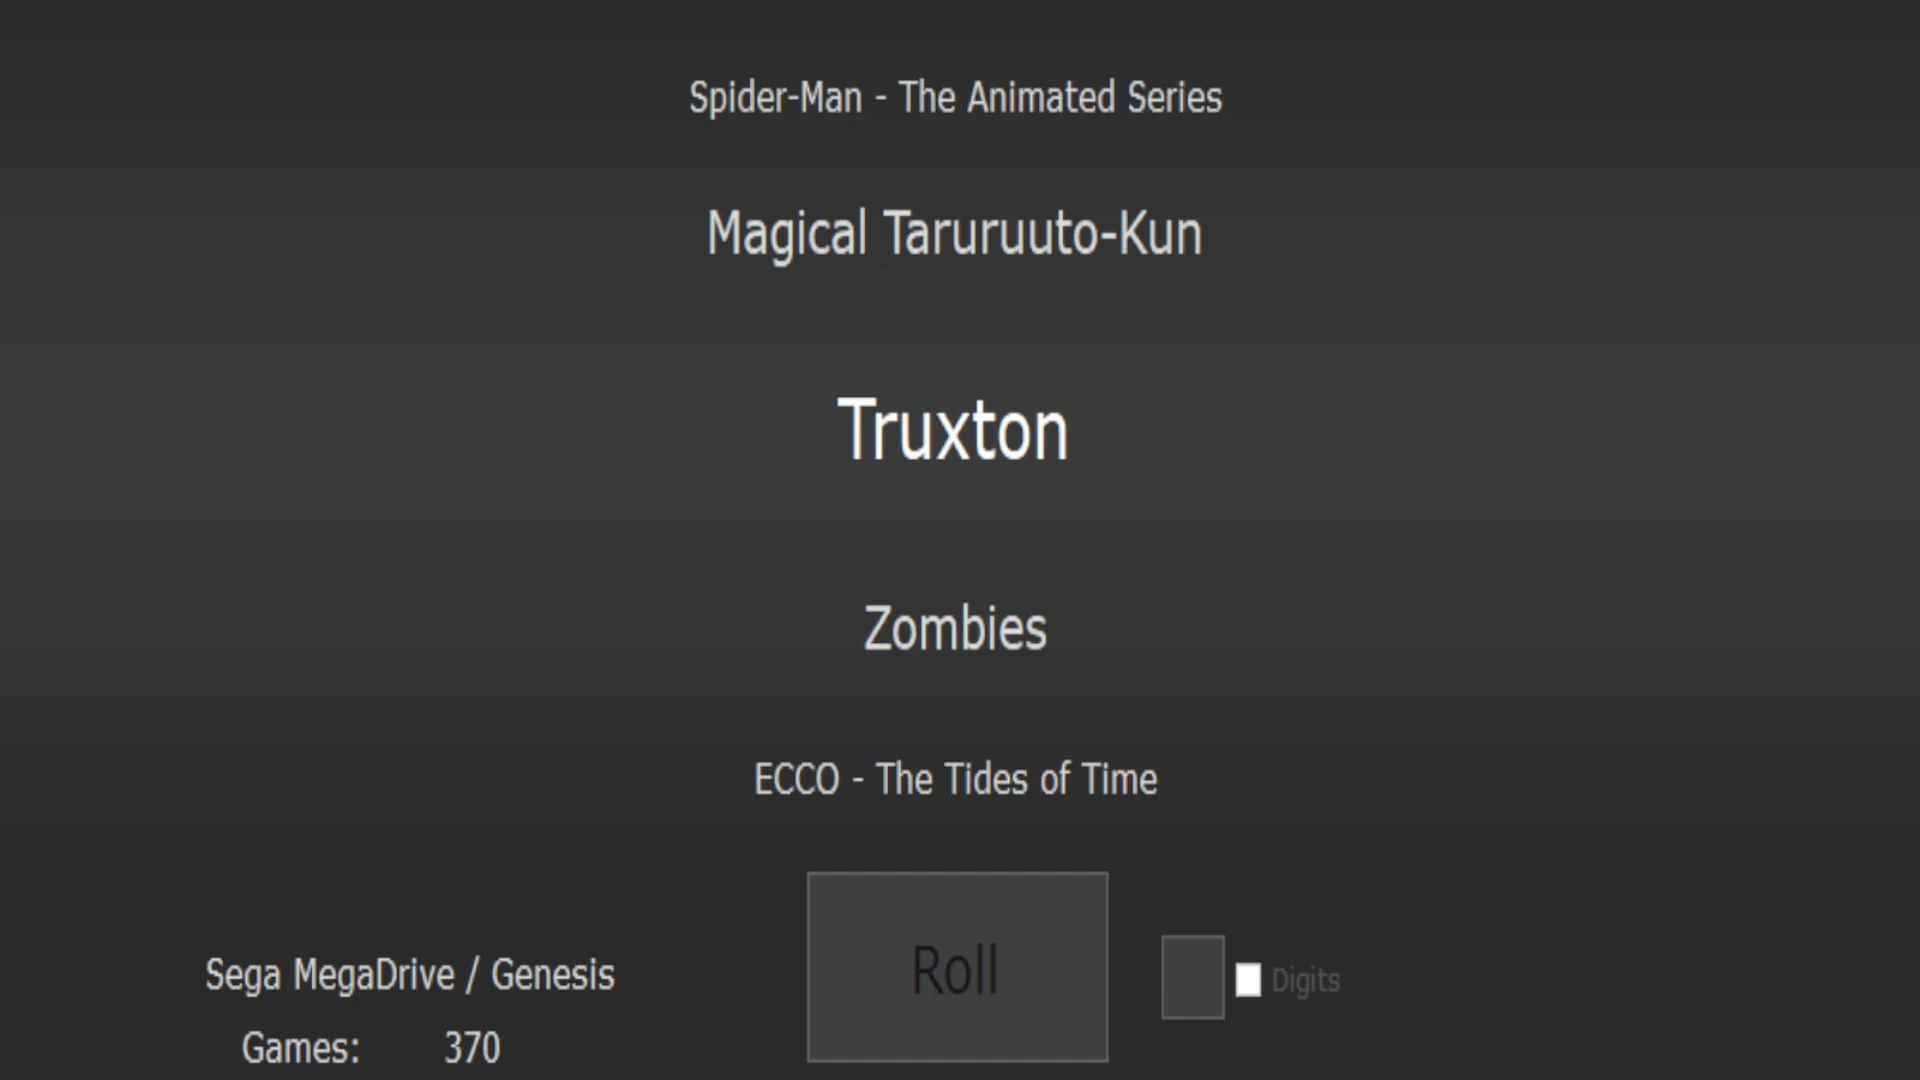 Spider-Man - The Animated Series
Magical Taruruuto-Kun
Truxton
Zombies
ECCO - The Tides of Time
Roll
Digits
Sega MegaDrive / Genesis
Games: 370